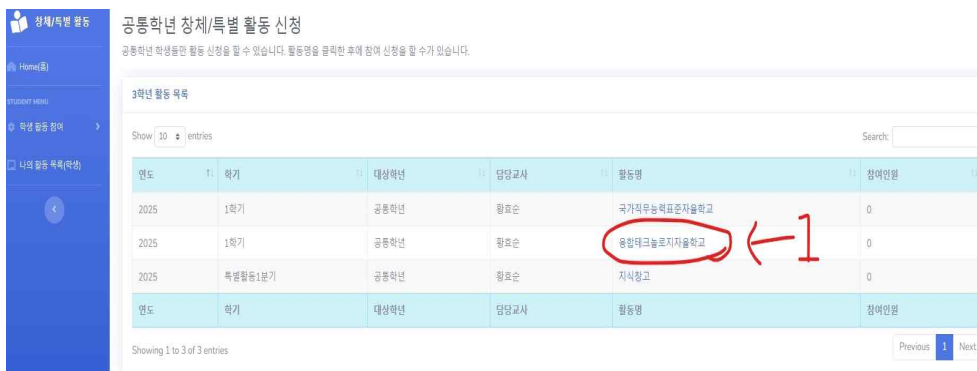 창체/특별 활동
공통학년 창체/특별 활동 신청
공통학년 학생들만 활동 신청을 할 수 있습니다. 활동명을 클릭한 후에 참여 신청을 할 수가 있습니다.
Home(홈)
STUDENT MENU
학생 활동 참여
나의 활동 목록(학생)
3학년 활동 목록
Show 10 entries
Search:
연도 학기 대상학년 담당교사 활동명 참여인원
2025 1학기 공통학년 황효순 국가직무능력표준자율학교 0
2025 1학기 공통학년 황효순 융합테크놀로지자율학교 0
←1
2025 특별활동1분기 공통학년 황효순 지식창고 0
연도 학기 대상학년 담당교사 활동명 참여인원
Showing 1 to 3 of 3 entries
Previous 1 Next